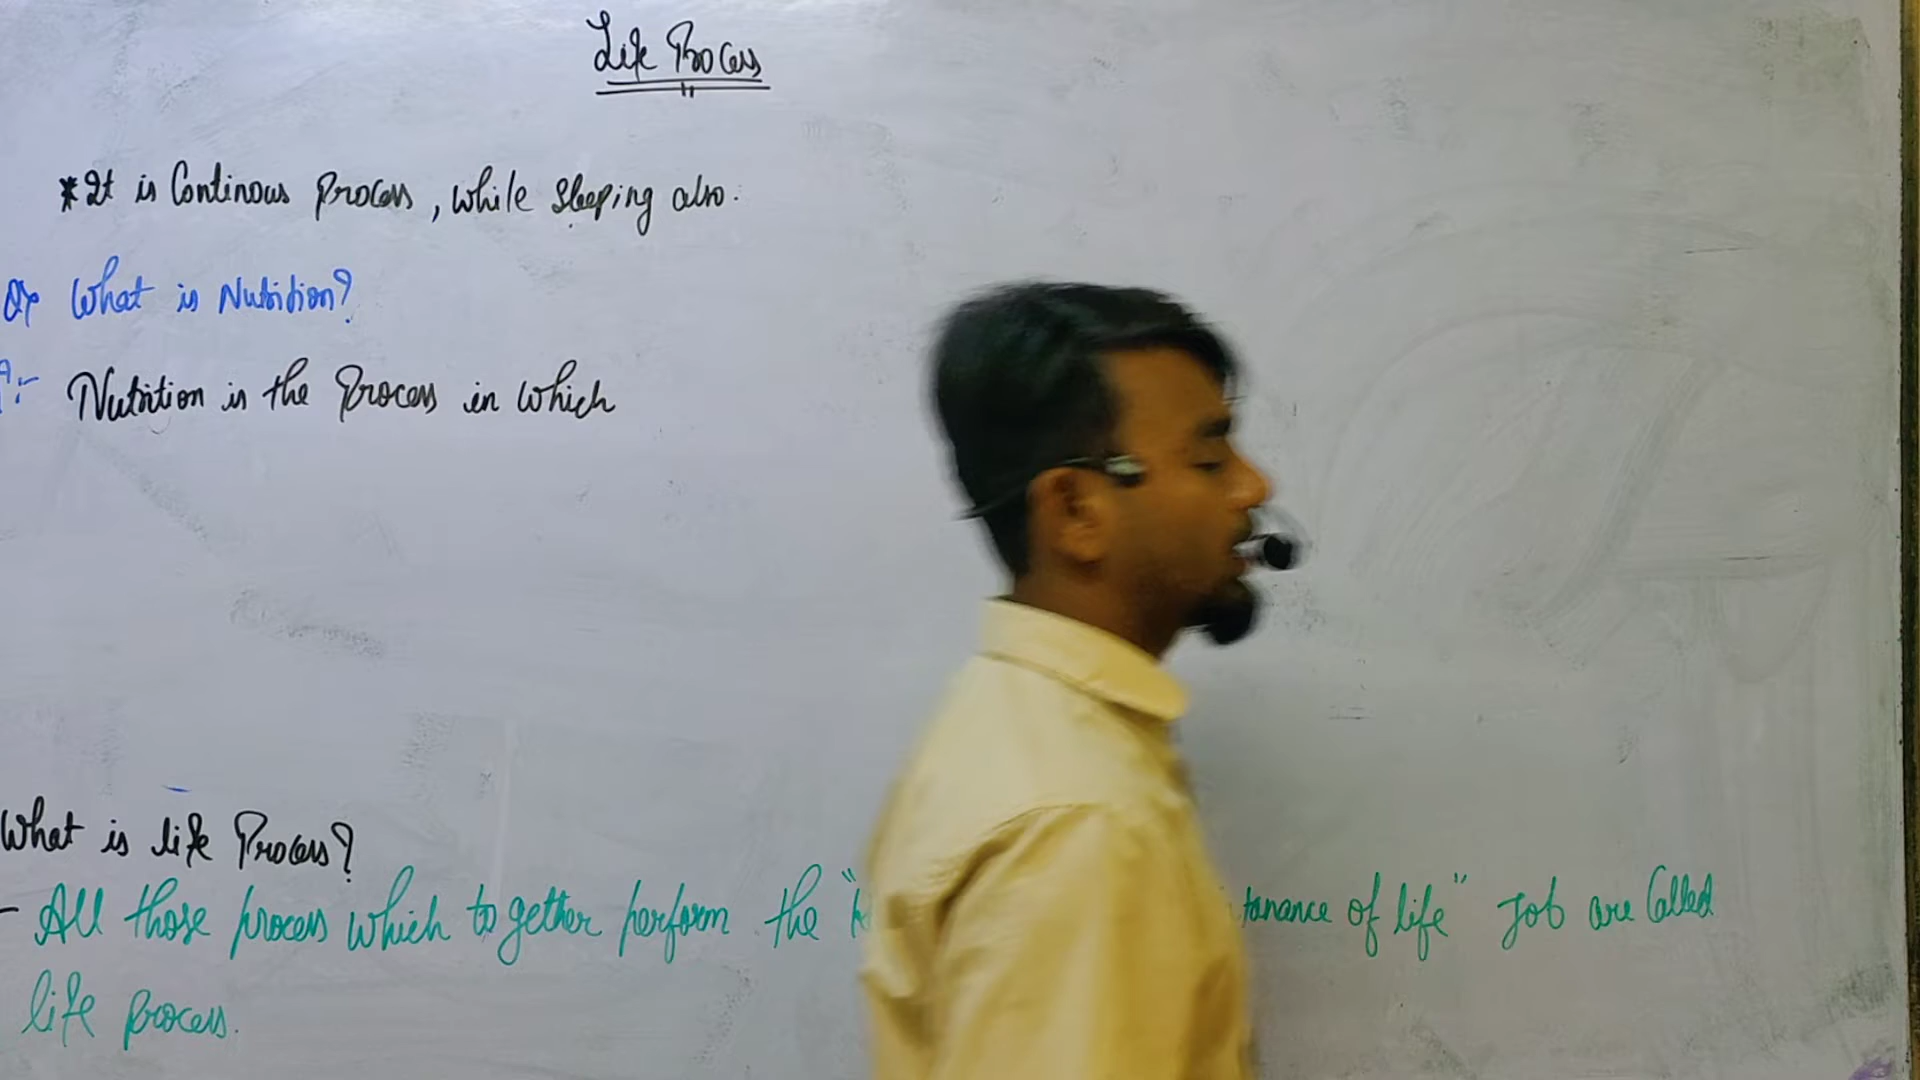 Life Process
*It is Continous Process, while sleeping also.
Q. What is Nutrition?
A:- Nutrition is the Process in which
What is life Process?
- All those process which together perform the " tanance of life" Job are Called
life process.